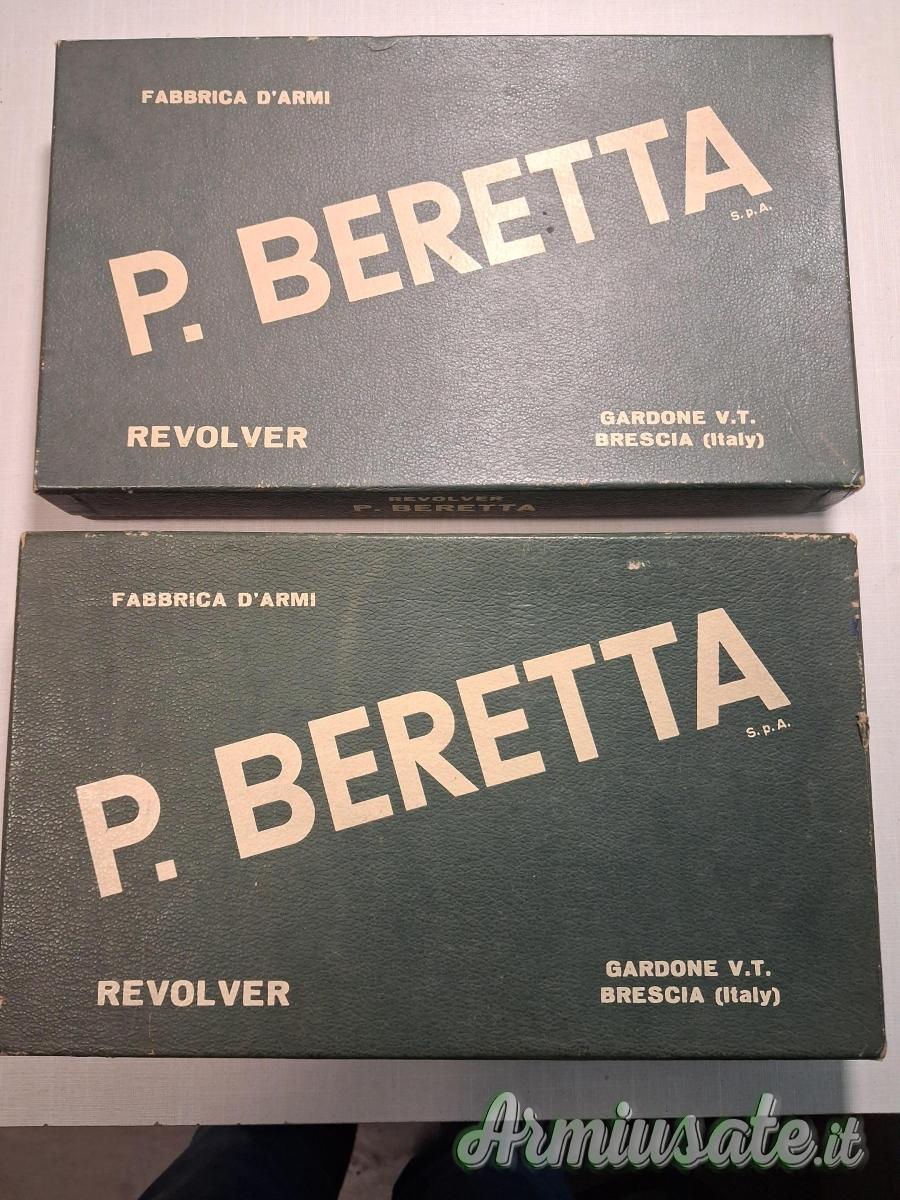 FABBRICA D'ARMI
P. BERETTA
S.p.A.
REVOLVER
GARDONE V.T.
BRESCIA (Italy)
REVOLVER
P. BERETTA
FABBRICA D'ARMI
P. BERETTA
S.p.A.
REVOLVER
GARDONE V.T.
BRESCIA (Italy)
Armiusate.it